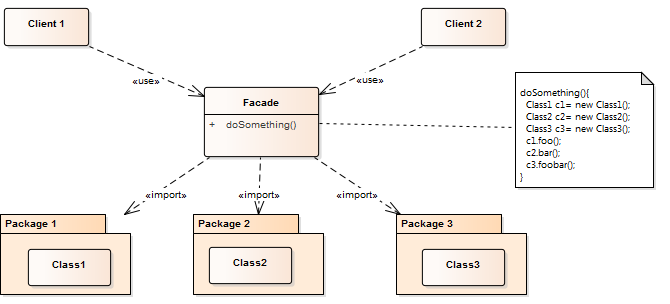 Client 1
Client 2
«use»
«use»
Facade
+ doSomething()
doSomething(){
Class1 c1= new Class1();
Class2 c2= new Class2();
Class3 c3= new Class3();
c1.foo();
c2.bar();
c3.foobar();
}
«import»
«import»
«import»
Package 1
Package 2
Package 3
Class1
Class2
Class3